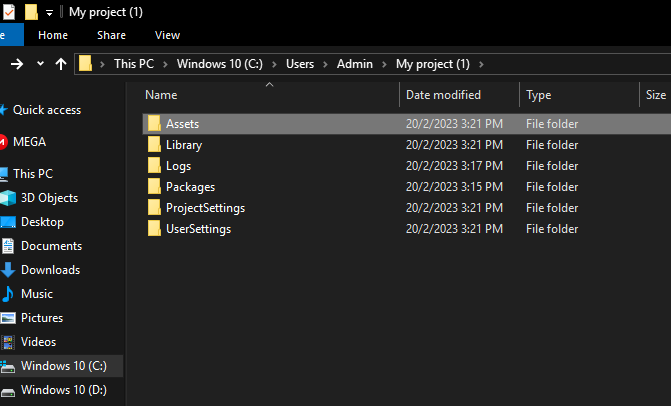 My project (1)
e Home Share View
This PC > Windows 10 (C:) > Users > Admin > My project (1) >
Name Date modified Type Size
Quick access
MEGA
This PC
3D Objects
Desktop
Documents
Downloads
Music
Pictures
Videos
Windows 10 (C:)
Windows 10 (D:)
Assets 20/2/2023 3:21 PM File folder
Library 20/2/2023 3:21 PM File folder
Logs 20/2/2023 3:17 PM File folder
Packages 20/2/2023 3:15 PM File folder
ProjectSettings 20/2/2023 3:21 PM File folder
UserSettings 20/2/2023 3:21 PM File folder